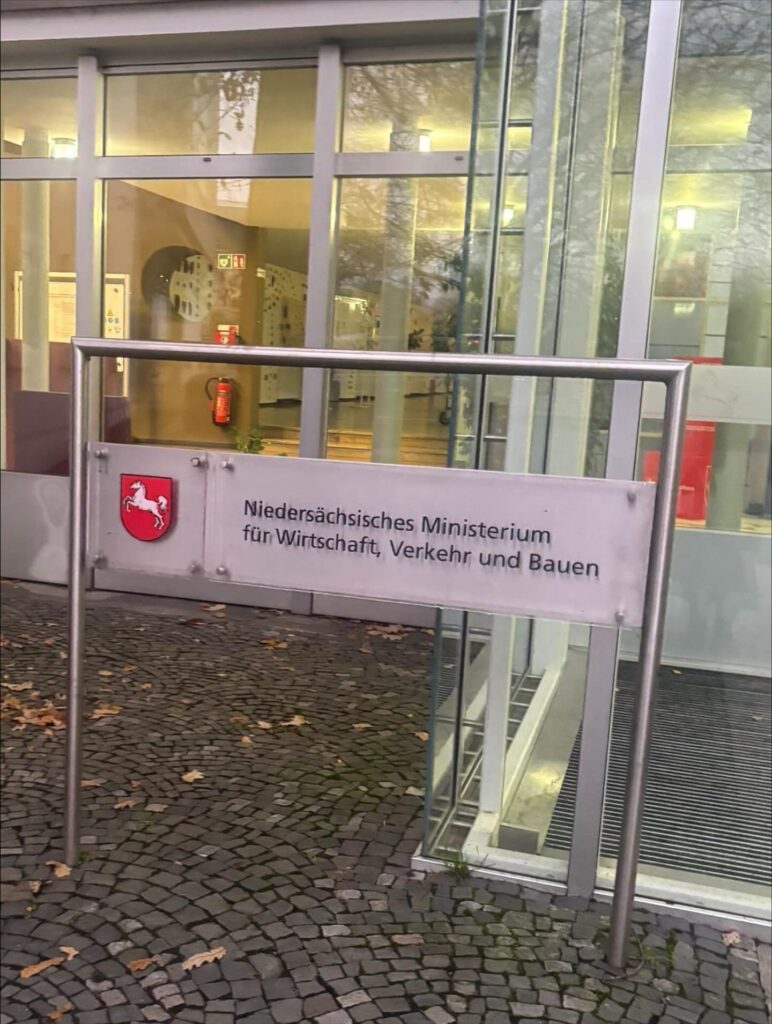 Niedersächsisches Ministerium
für Wirtschaft, Verkehr und Bauen